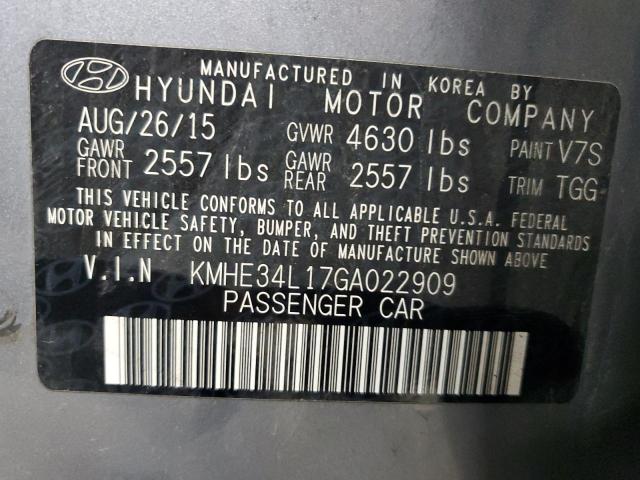 MANUFACTURED IN KOREA BY
HYUNDAI MOTOR COMPANY
AUG/26/15 GVWR 4630 lbs PAINT V7S
GAWR FRONT 2557 lbs GAWR REAR 2557 lbs TRIM TGG
THIS VEHICLE CONFORMS TO ALL APPLICABLE U.S.A. FEDERAL
MOTOR VEHICLE SAFETY, BUMPER, AND THEFT PREVENTION STANDARDS
IN EFFECT ON THE DATE OF MANUFACTURE SHOWN ABOVE
V.I.N KMHE34L17GA022909
PASSENGER CAR